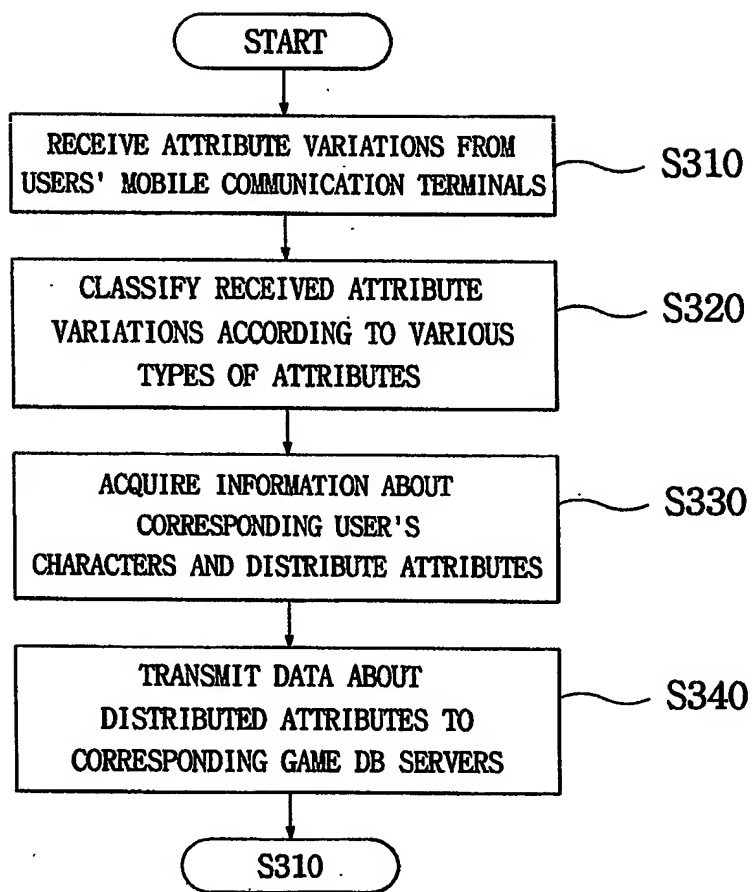 START
RECEIVE ATTRIBUTE VARIATIONS FROM
USERS' MOBILE COMMUNICATION TERMINALS
S310
CLASSIFY RECEIVED ATTRIBUTE
VARIATIONS ACCORDING TO VARIOUS
TYPES OF ATTRIBUTES
S320
ACQUIRE INFORMATION ABOUT
CORRESPONDING USER'S
CHARACTERS AND DISTRIBUTE ATTRIBUTES
S330
TRANSMIT DATA ABOUT
DISTRIBUTED ATTRIBUTES TO
CORRESPONDING GAME DB SERVERS
S340
S310